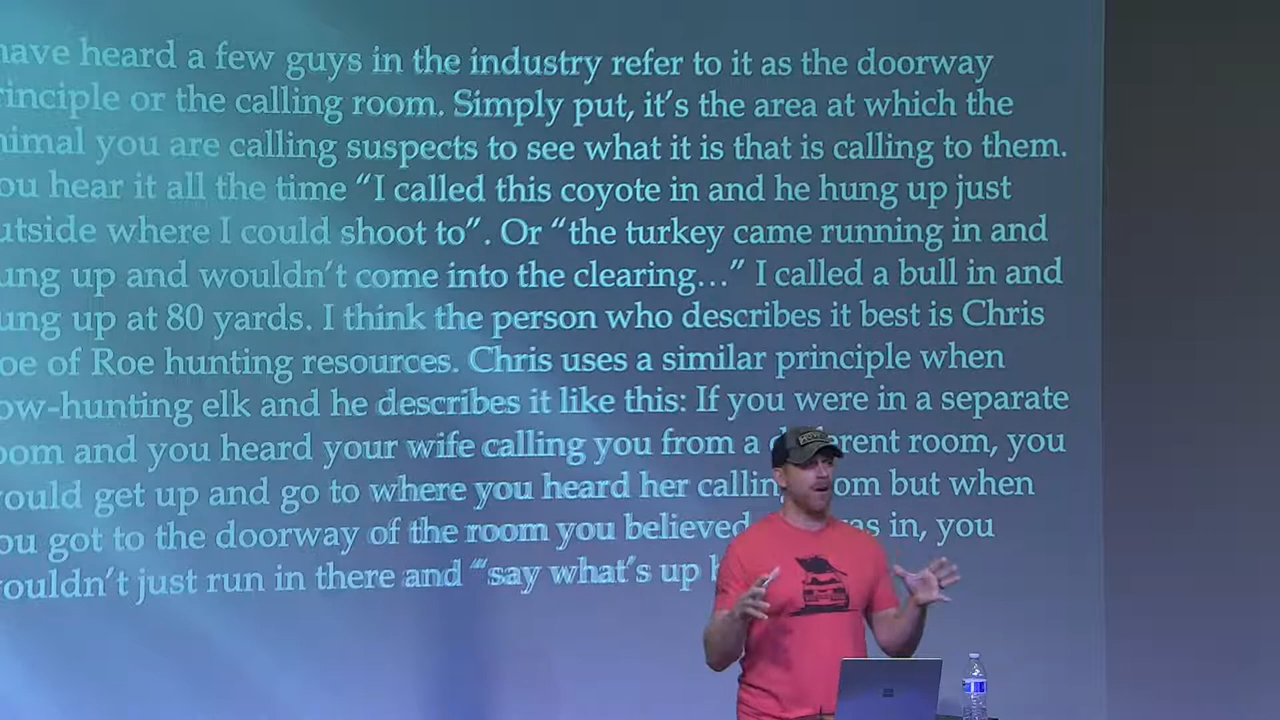 have heard a few guys in the industry refer to it as the doorway
rinciple or the calling room. Simply put, it's the area at which the
nimal you are calling suspects to see what it is that is calling to them.
ou hear it all the time “I called this coyote in and he hung up just
utside where I could shoot to”. Or “the turkey came running in and
ung up and wouldn't come into the clearing…” I called a bull in and
ung up at 80 yards. I think the person who describes it best is Chris
oe of Roe hunting resources. Chris uses a similar principle when
ow-hunting elk and he describes it like this: If you were in a separate
oom and you heard your wife calling you from a d erent room, you
ould get up and go to where you heard her callin om but when
ou got to the doorway of the room you believed as in, you
ouldn't just run in there and “say what's up